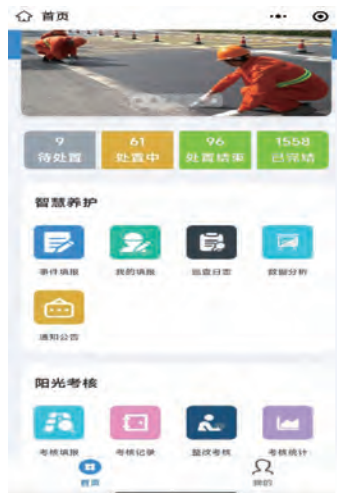 首页
9 61 96 1558
待处置 处置中 处置结束 已完结
智慧养护
事件填报 我的填报 巡查日志 数据分析
通知公告
阳光考核
考核填报 考核记录 整改考核 考核统计
首页 我的